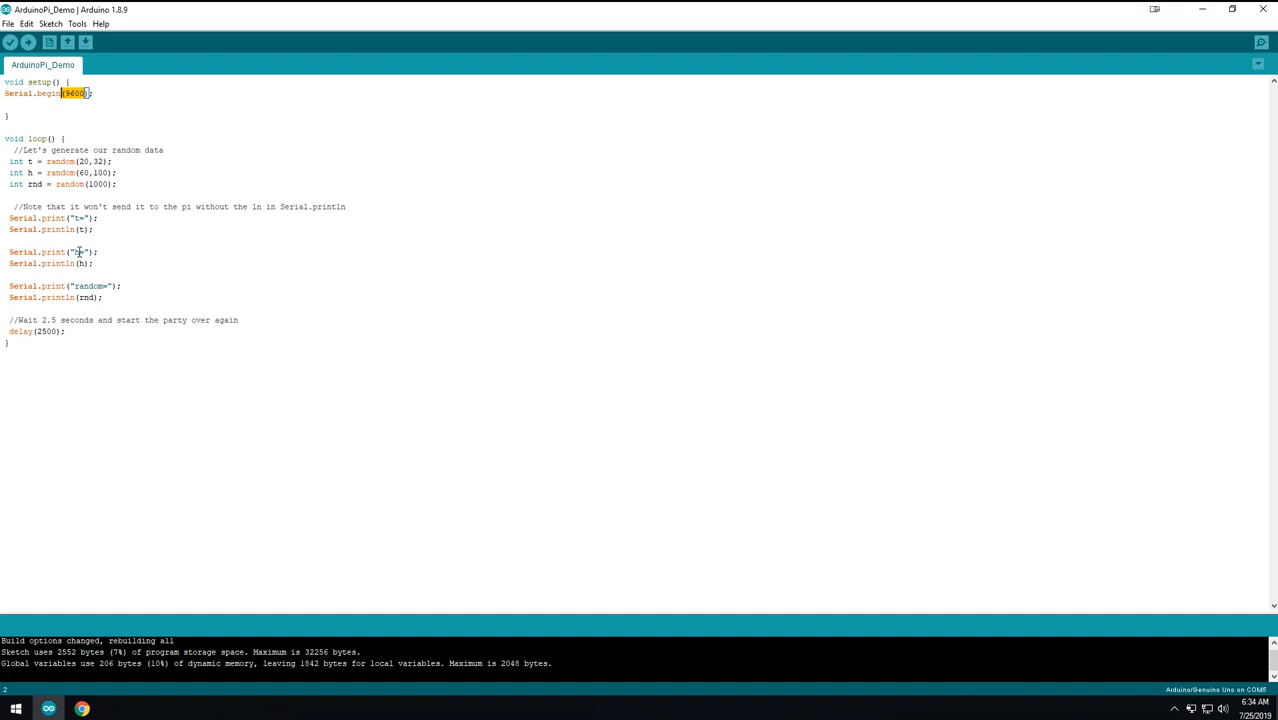 ArduinoPi_Demo | Arduino 1.8.9
File Edit Sketch Tools Help
ArduinoPi_Demo
void setup() {
Serial.begin(9600);
}
void loop() {
//Let's generate our random data
int t = random(20,32);
int h = random(60,100);
int rnd = random(1000);
//Note that it won't send it to the pi without the ln in Serial.println
Serial.print("t=");
Serial.println(t);
Serial.print("h=");
Serial.println(h);
Serial.print("random=");
Serial.println(rnd);
//Wait 2.5 seconds and start the party over again
delay(2500);
}
Build options changed, rebuilding all
Sketch uses 2552 bytes (7%) of program storage space. Maximum is 32256 bytes.
Global variables use 206 bytes (10%) of dynamic memory, leaving 1842 bytes for local variables. Maximum is 2048 bytes.
2
Arduino/Genuino Uno on COM5
6:34 AM
7/25/2019